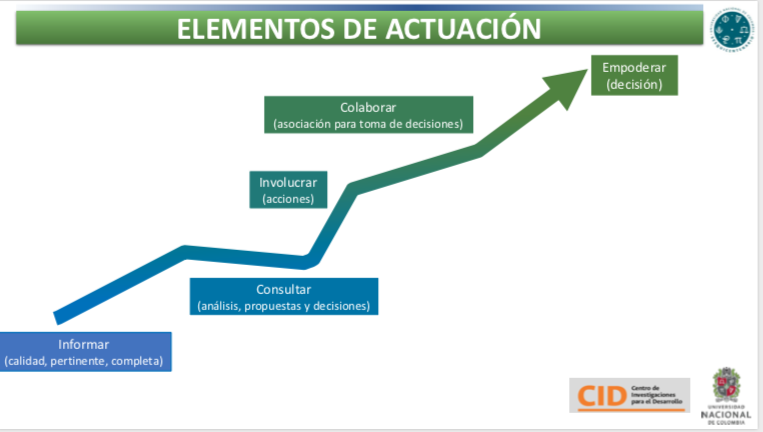 ELEMENTOS DE ACTUACIÓN
Empoderar
(decisión)
Colaborar
(asociación para toma de decisiones)
Involucrar
(acciones)
Consultar
(análisis, propuestas y decisiones)
Informar
(calidad, pertinente, completa)
CID
Centro de
Investigaciones
para el Desarrollo
UNIVERSIDAD
NACIONAL
DE COLOMBIA